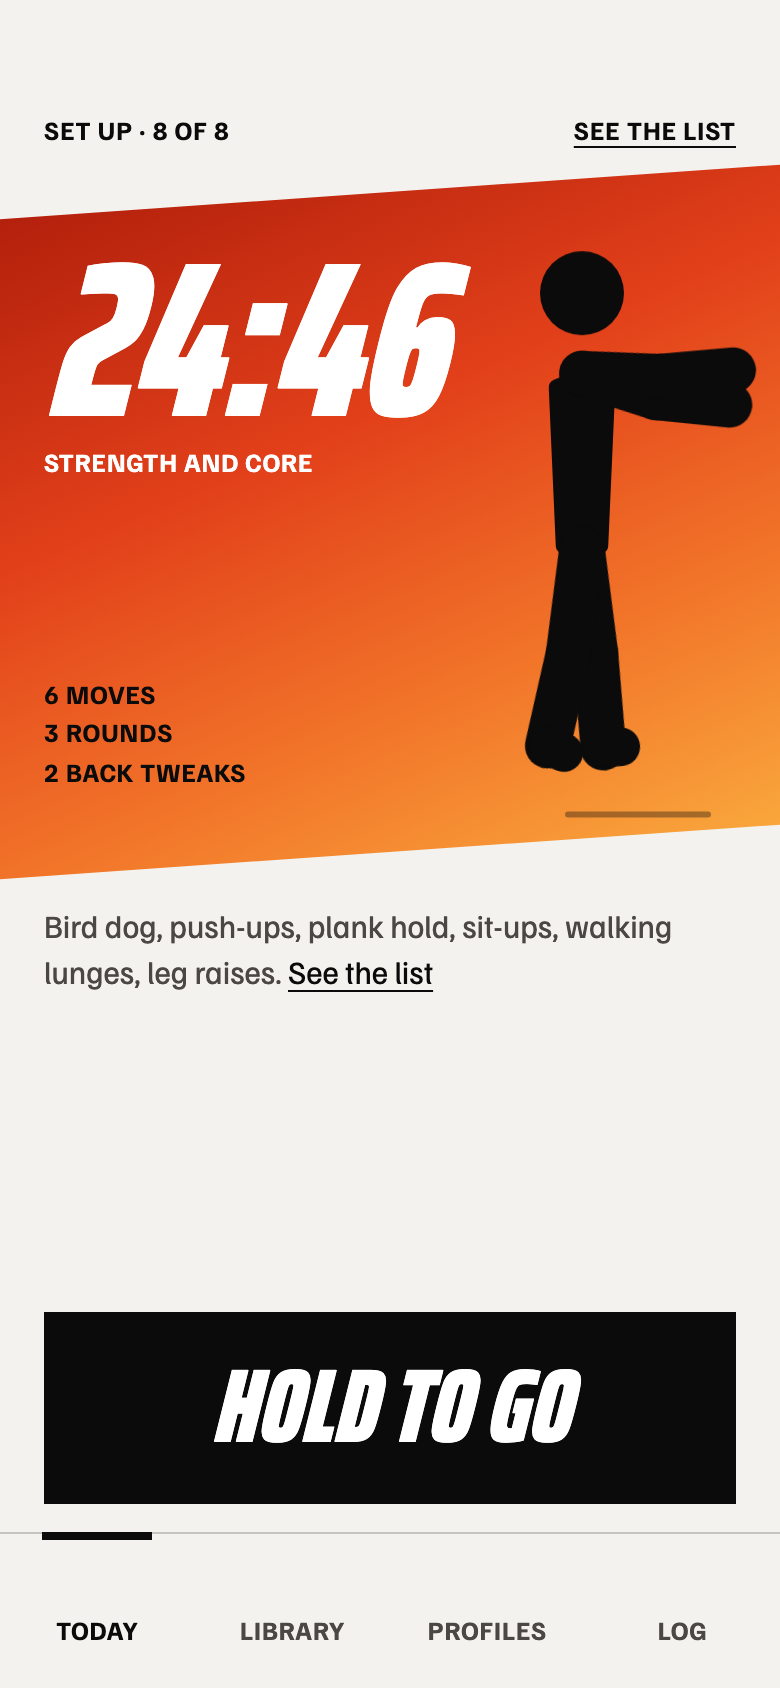 SET UP · 8 OF 8
SEE THE LIST
24:46
STRENGTH AND CORE
6 MOVES
3 ROUNDS
2 BACK TWEAKS
Bird dog, push-ups, plank hold, sit-ups, walking
lunges, leg raises. See the list
HOLD TO GO
TODAY
LIBRARY
PROFILES
LOG